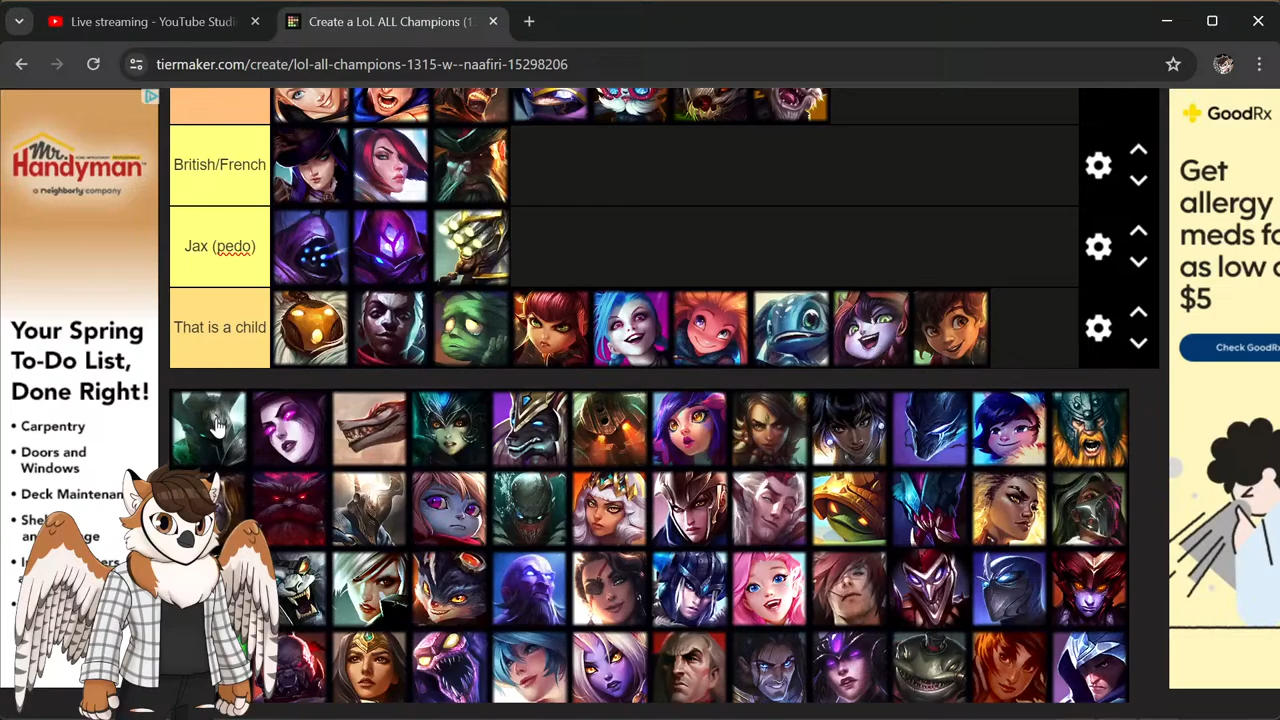 Live streaming - YouTube Studi
Create a LoL ALL Champions (1
tiermaker.com/create/lol-all-champions-1315-w--naafiri-15298206
Mr.
Handyman
a neighborly company
Your Spring
To-Do List,
Done Right!
• Carpentry
• Doors and
Windows
• Deck Maintenan
British/French
Jax (pedo)
That is a child
GoodRx
Get
allergy
meds fo
as low a
$5
Check GoodRx